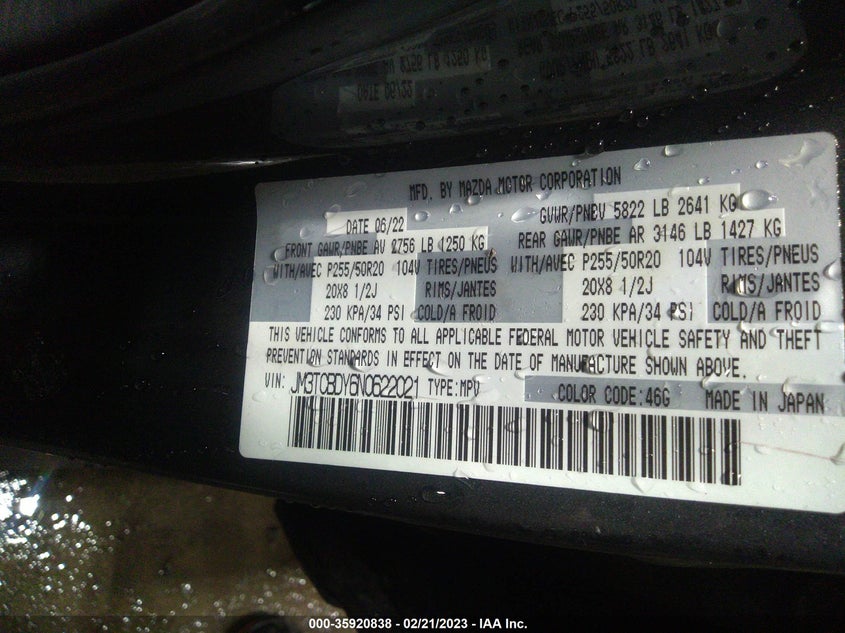 MFD. BY MAZDA MOTOR CORPORATION
DATE 06/22 GVWR/PNBV 5822 LB 2641 KG
FRONT GAWR/PNBE AV 2756 LB 1250 KG REAR GAWR/PNBE AR 3146 LB 1427 KG
WITH/AVEC P255/50R20 104V TIRES/PNEUS WITH/AVEC P255/50R20 104V TIRES/PNEUS
20X8 1/2J RIMS/JANTES 20X8 1/2J RIMS/JANTES
230 KPA/34 PSI COLD/A FROID 230 KPA/34 PSI COLD/A FROID
THIS VEHICLE CONFORMS TO ALL APPLICABLE FEDERAL MOTOR VEHICLE SAFETY AND THEFT
PREVENTION STANDARDS IN EFFECT ON THE DATE OF MANUFACTURE SHOWN ABOVE.
VIN: JM3TCBDY6N0622021 TYPE:MPV COLOR CODE:46G MADE IN JAPAN
000-35920838 - 02/21/2023 - IAA Inc.